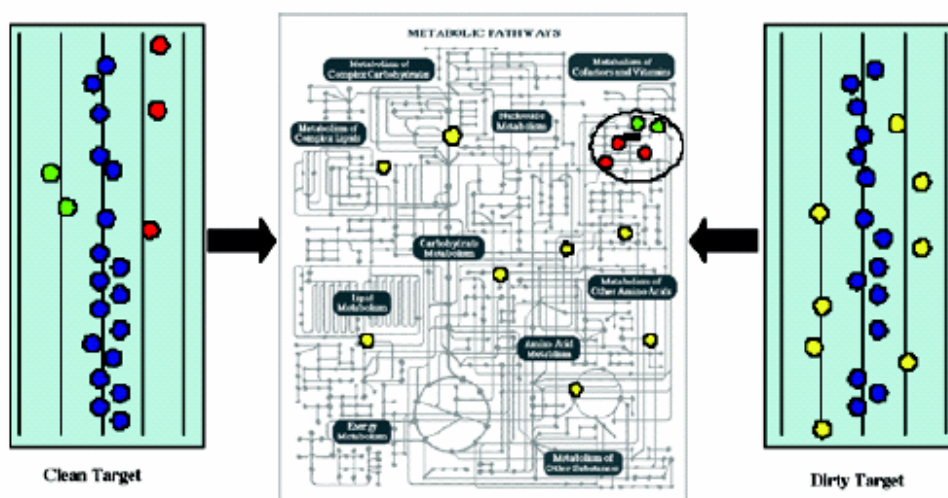 METABOLIC PATHWAYS
Metabolism of
Complex Carbohydrates
Metabolism of
Cofactors and Vitamins
Nucleotide
Metabolism
Metabolism of
Complex Lipids
Carbohydrate
Metabolism
Metabolism of
Other Amino Acids
Lipid
Metabolism
Amino Acid
Metabolism
Energy
Metabolism
Metabolism of
Other Substances
Clean Target
Dirty Target